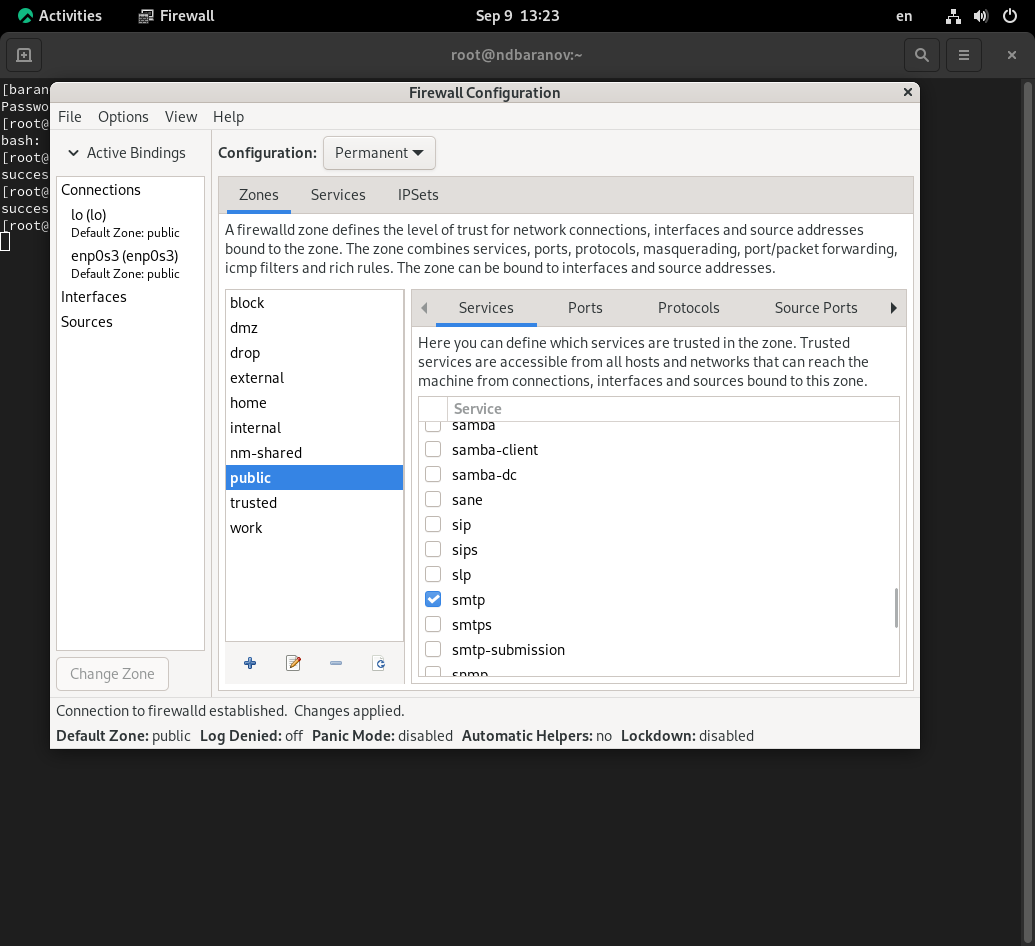 Activities Firewall Sep 9 13:23 en
root@ndbaranov:~
[baran
Passwo
[root@
bash:
[root@
succes
[root@
succes
[root@
Firewall Configuration
File Options View Help
Active Bindings
Connections
lo (lo)
Default Zone: public
enp0s3 (enp0s3)
Default Zone: public
Interfaces
Sources
Change Zone
Configuration: Permanent
Zones Services IPSets
A firewalld zone defines the level of trust for network connections, interfaces and source addresses
bound to the zone. The zone combines services, ports, protocols, masquerading, port/packet forwarding,
icmp filters and rich rules. The zone can be bound to interfaces and source addresses.
block
dmz
drop
external
home
internal
nm-shared
public
trusted
work
Services Ports Protocols Source Ports
Here you can define which services are trusted in the zone. Trusted
services are accessible from all hosts and networks that can reach the
machine from connections, interfaces and sources bound to this zone.
Service
samba
samba-client
samba-dc
sane
sip
sips
slp
smtp
smtps
smtp-submission
snmp
Connection to firewalld established. Changes applied.
Default Zone: public Log Denied: off Panic Mode: disabled Automatic Helpers: no Lockdown: disabled